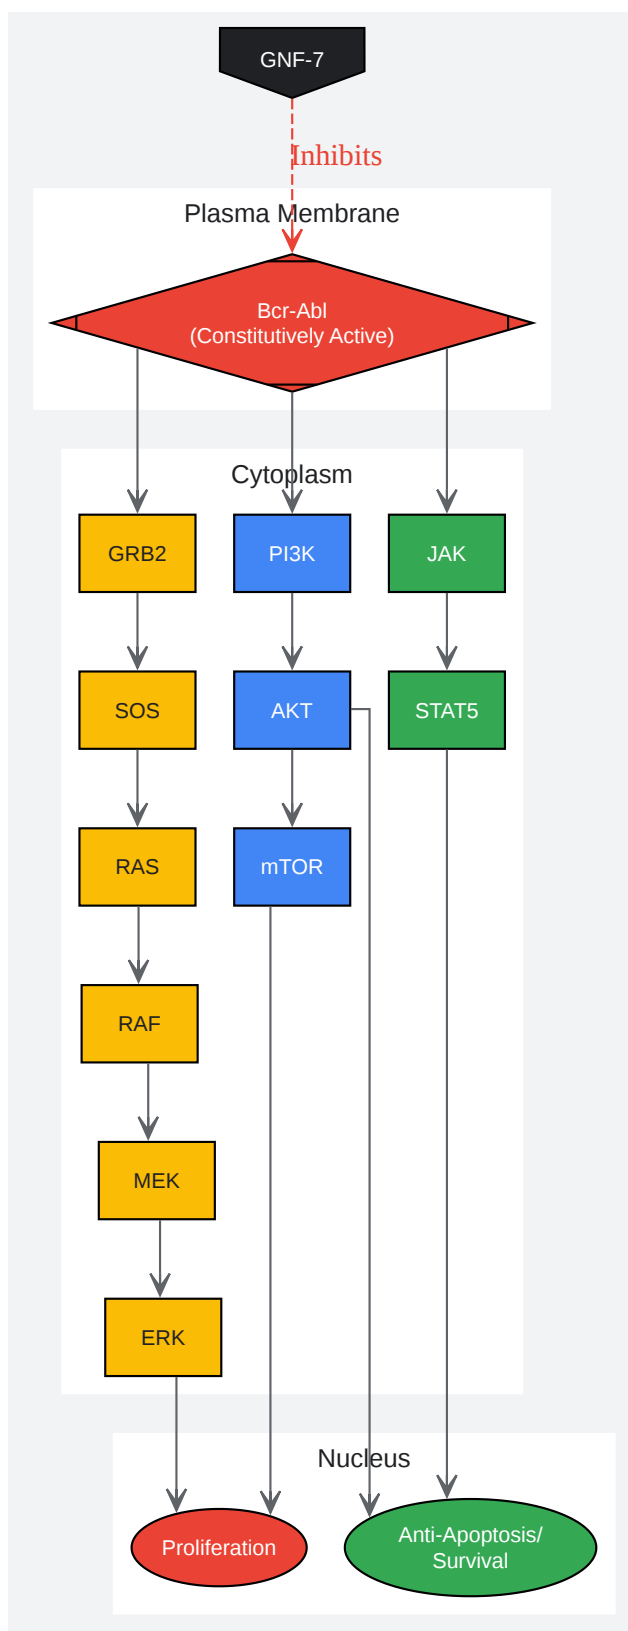 GNF-7
Inhibits
Plasma Membrane
Bcr-Abl
(Constitutively Active)
Cytoplasm
GRB2
PI3K
JAK
SOS
AKT
STAT5
RAS
mTOR
RAF
MEK
ERK
Nucleus
Proliferation
Anti-Apoptosis/
Survival